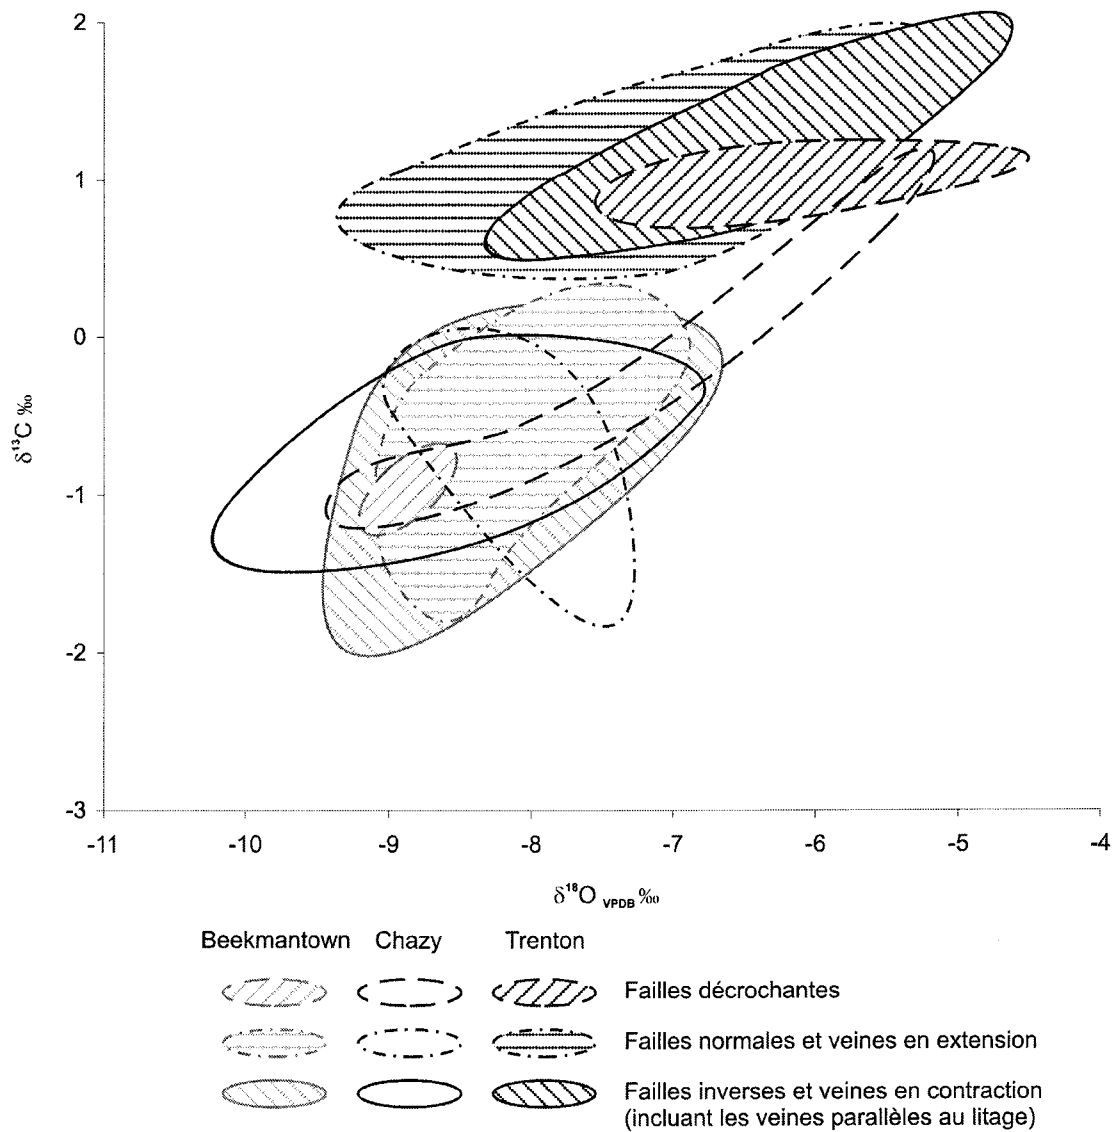 2
1
0
-1
-2
-3
δ¹³C ‰
-11 -10 -9 -8 -7 -6 -5 -4
δ¹⁸O VPDB ‰
Beekmantown Chazy Trenton
Failles décrochantes
Failles normales et veines en extension
Failles inverses et veines en contraction
(incluant les veines parallèles au litage)